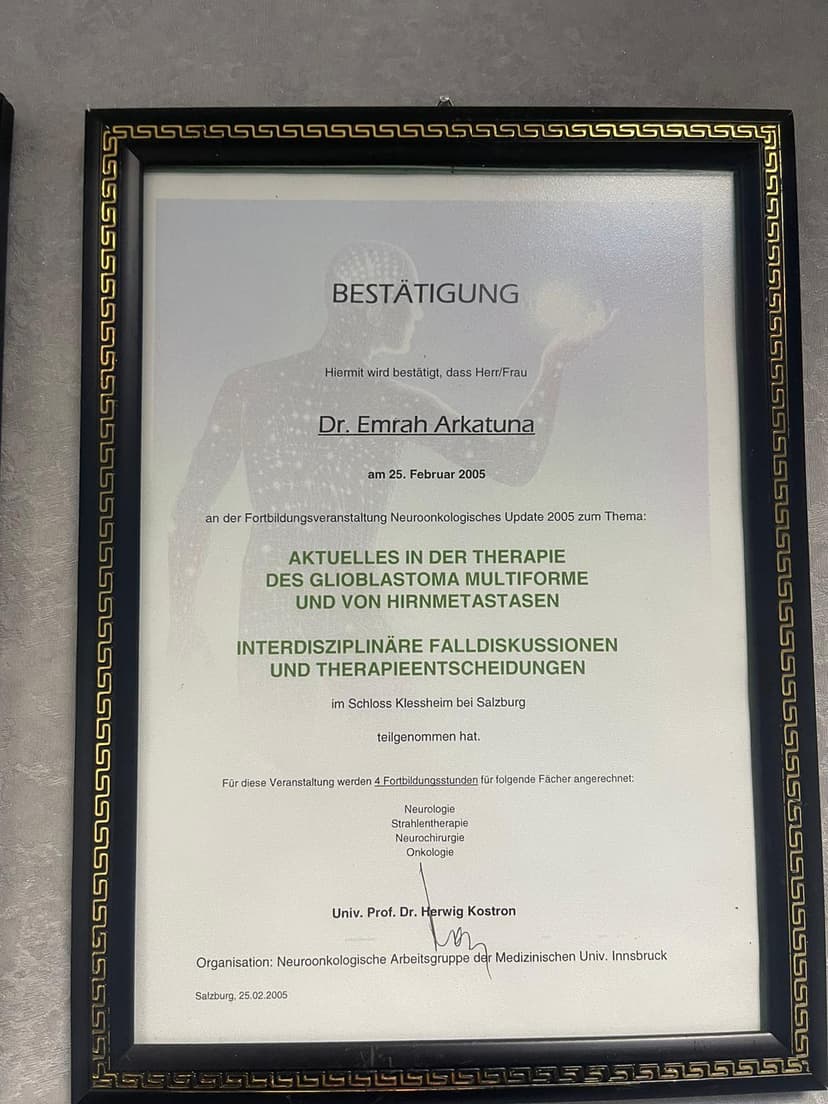 BESTÄTIGUNG
Hiermit wird bestätigt, dass Herr/Frau
Dr. Emrah Arkatuna
am 25. Februar 2005
an der Fortbildungsveranstaltung Neuroonkologisches Update 2005 zum Thema:
AKTUELLES IN DER THERAPIE
DES GLIOBLASTOMA MULTIFORME
UND VON HIRNMETASTASEN
INTERDISZIPLINÄRE FALLDISKUSSIONEN
UND THERAPIEENTSCHEIDUNGEN
im Schloss Klessheim bei Salzburg
teilgenommen hat.
Für diese Veranstaltung werden 4 Fortbildungsstunden für folgende Fächer angerechnet:
Neurologie
Strahlentherapie
Neurochirurgie
Onkologie
Univ. Prof. Dr. Herwig Kostron
Organisation: Neuroonkologische Arbeitsgruppe der Medizinischen Univ. Innsbruck
Salzburg, 25.02.2005